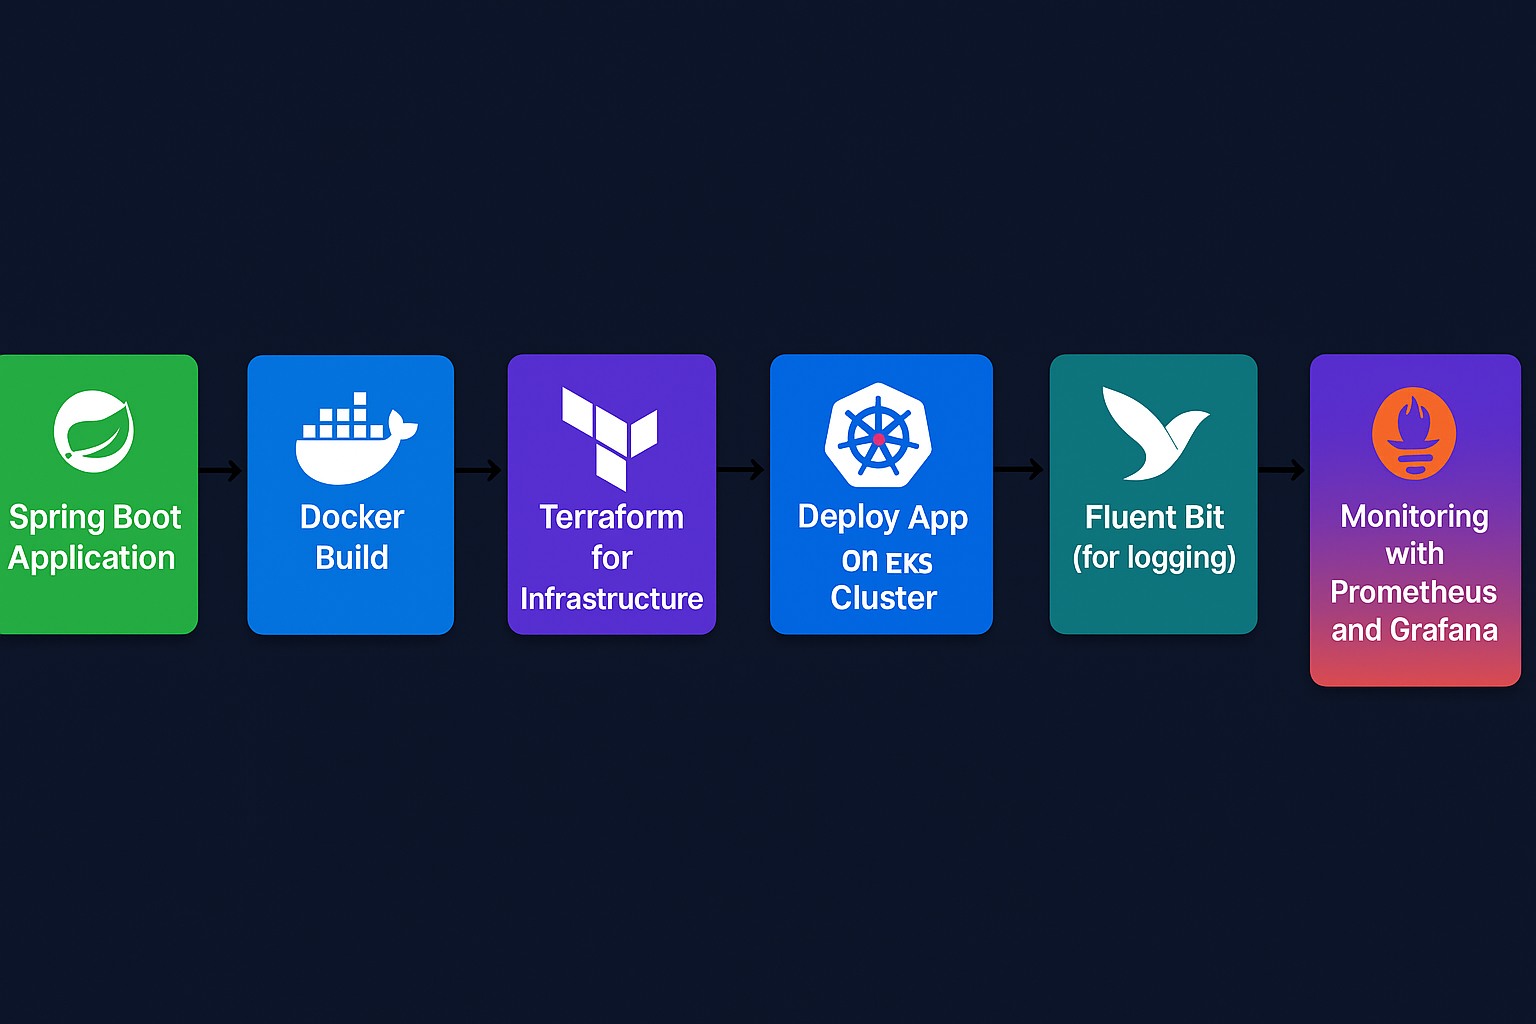 Spring Boot
Application
Docker
Build
Terraform
for
Infrastructure
Deploy App
on EKS
Cluster
Fluent Bit
(for logging)
Monitoring
with
Prometheus
and Grafana